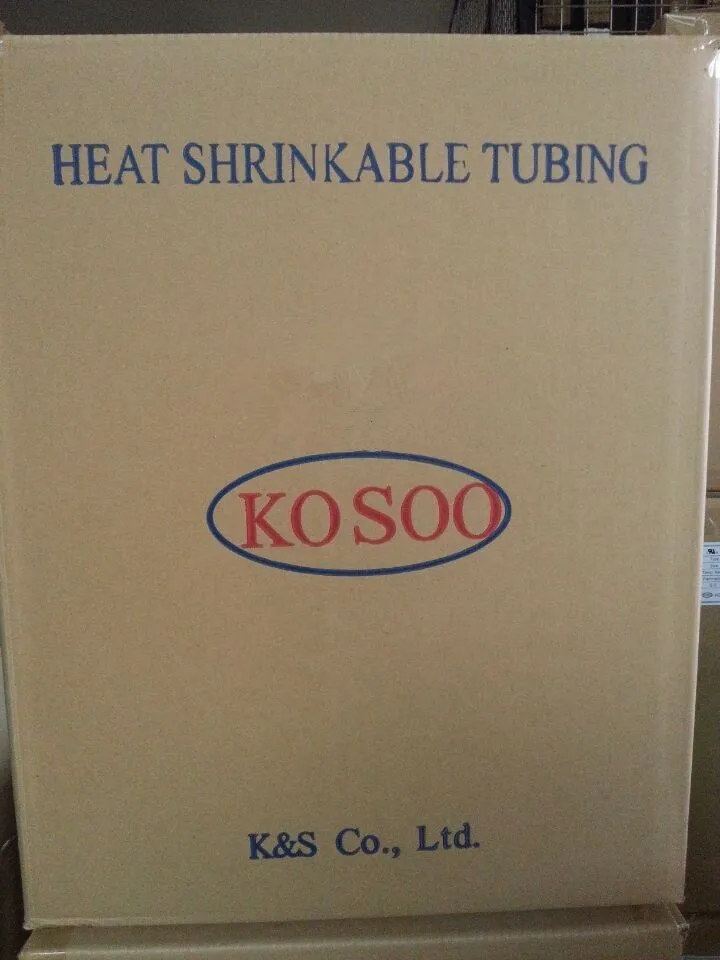 HEAT SHRINKABLE TUBING
KOSOO
K&S Co., Ltd.